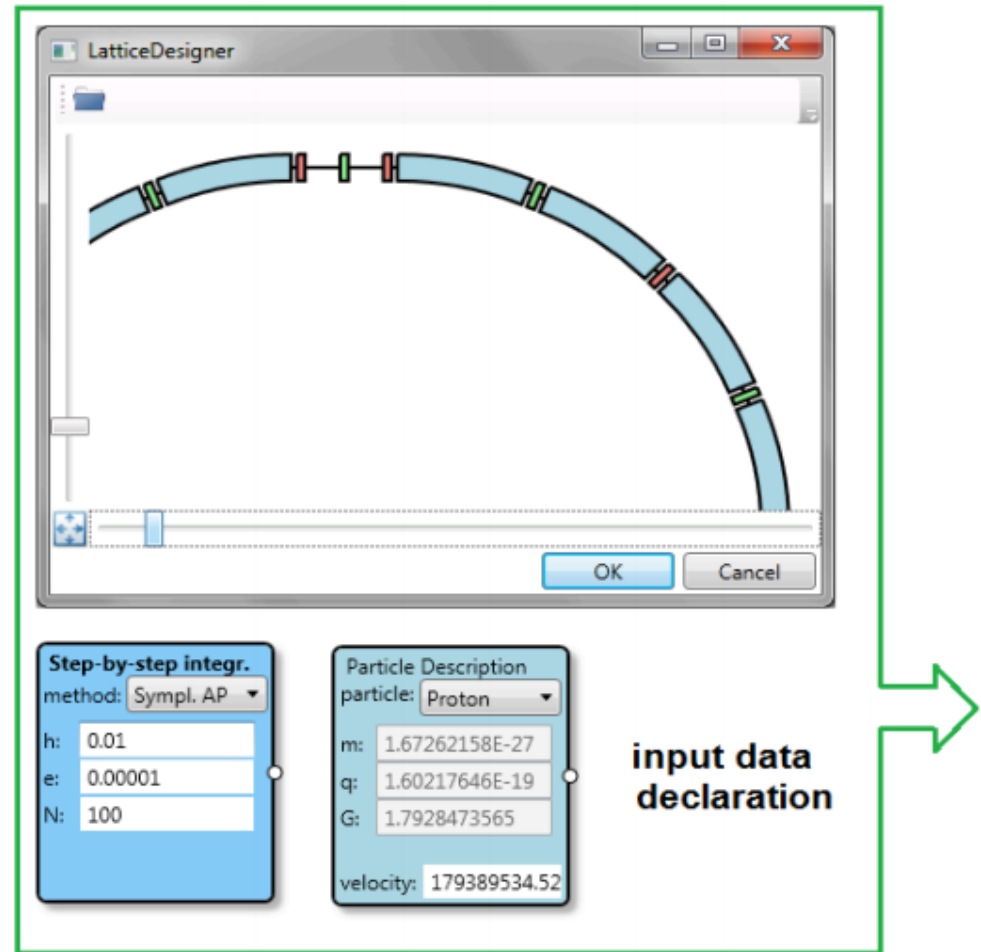 LatticeDesigner
OK Cancel
Step-by-step integr.
method: Sympl. AP
h: 0.01
e: 0.00001
N: 100
Particle Description
particle: Proton
m: 1.67262158E-27
q: 1.60217646E-19
G: 1.7928473565
velocity: 179389534.52
input data
declaration